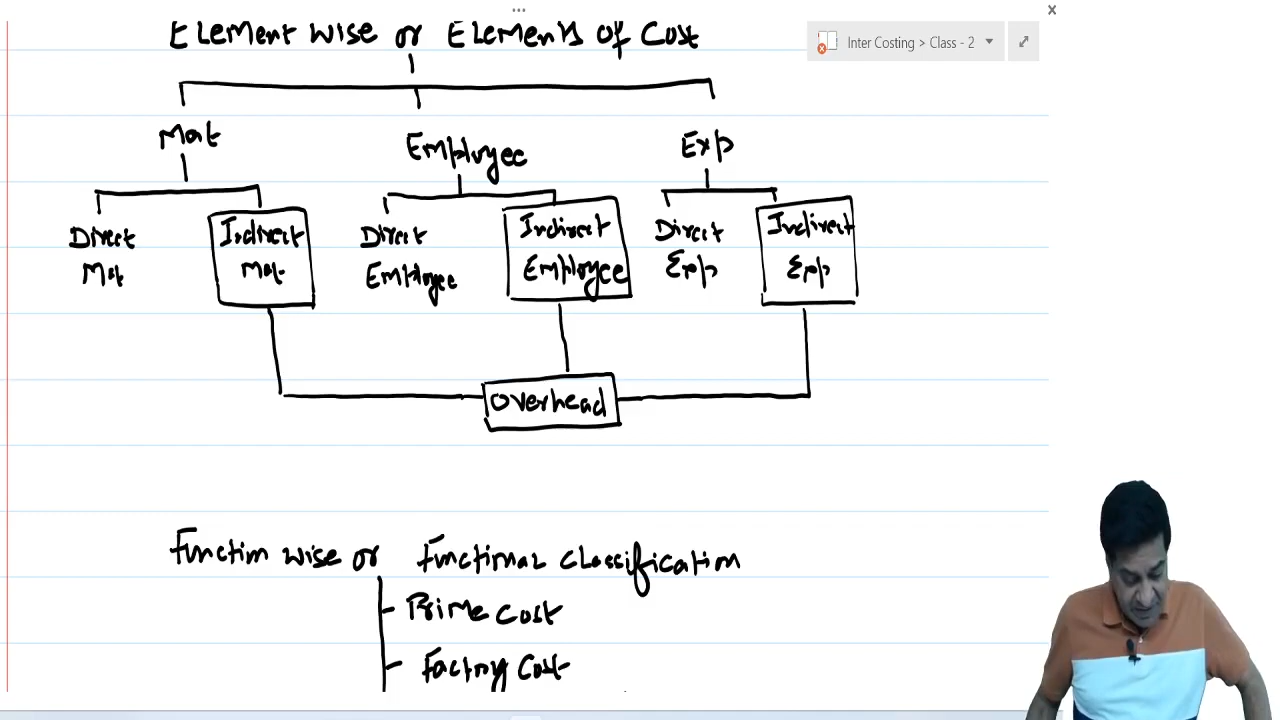 Element wise or Elements of Cost
Inter Costing > Class - 2
Mat Employee Exp
Direct Mat
Indirect Mat
Direct Employee
Indirect Employee
Direct Exp
Indirect Exp
Overhead
Function wise or Functional classification
Prime Cost
Factory Cost